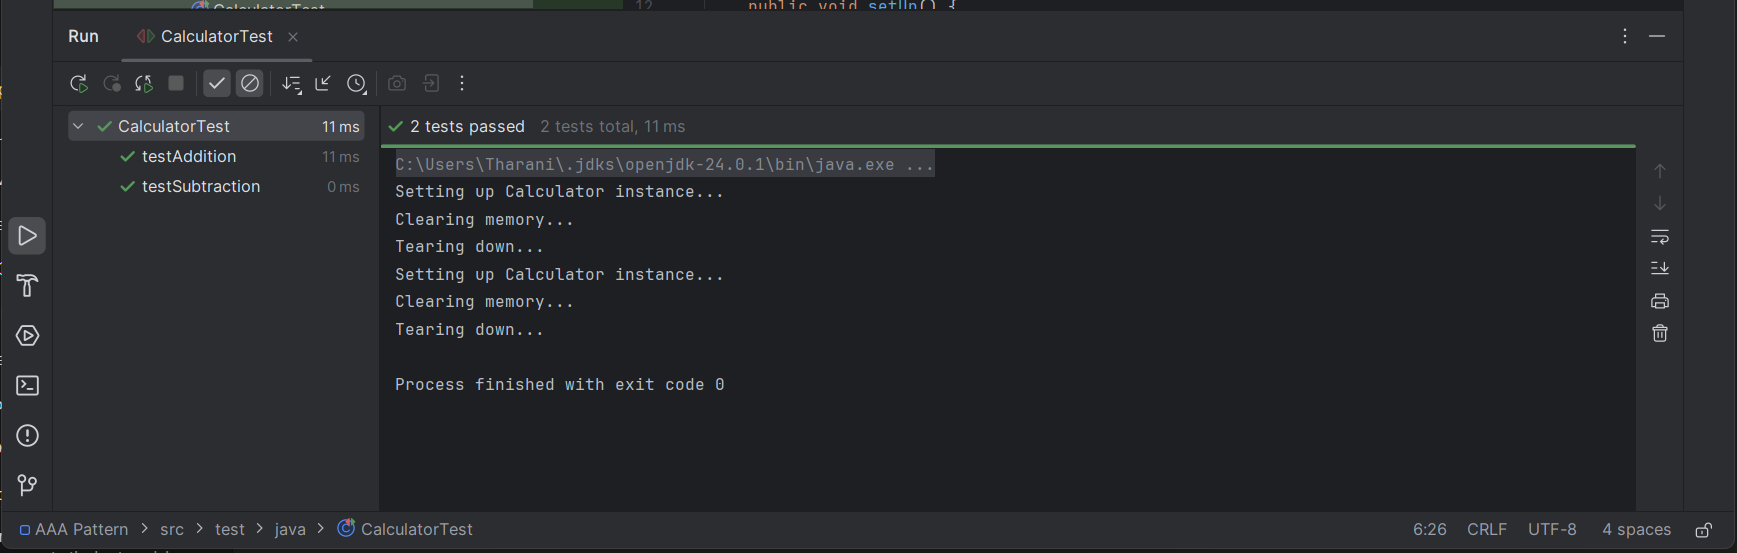 CalculatorTest
12 public void setUp() {
Run CalculatorTest
CalculatorTest 11 ms
testAddition 11 ms
testSubtraction 0 ms
2 tests passed 2 tests total, 11 ms
C:\Users\Tharani\.jdks\openjdk-24.0.1\bin\java.exe ...
Setting up Calculator instance...
Clearing memory...
Tearing down...
Setting up Calculator instance...
Clearing memory...
Tearing down...
Process finished with exit code 0
AAA Pattern > src > test > java > CalculatorTest 6:26 CRLF UTF-8 4 spaces